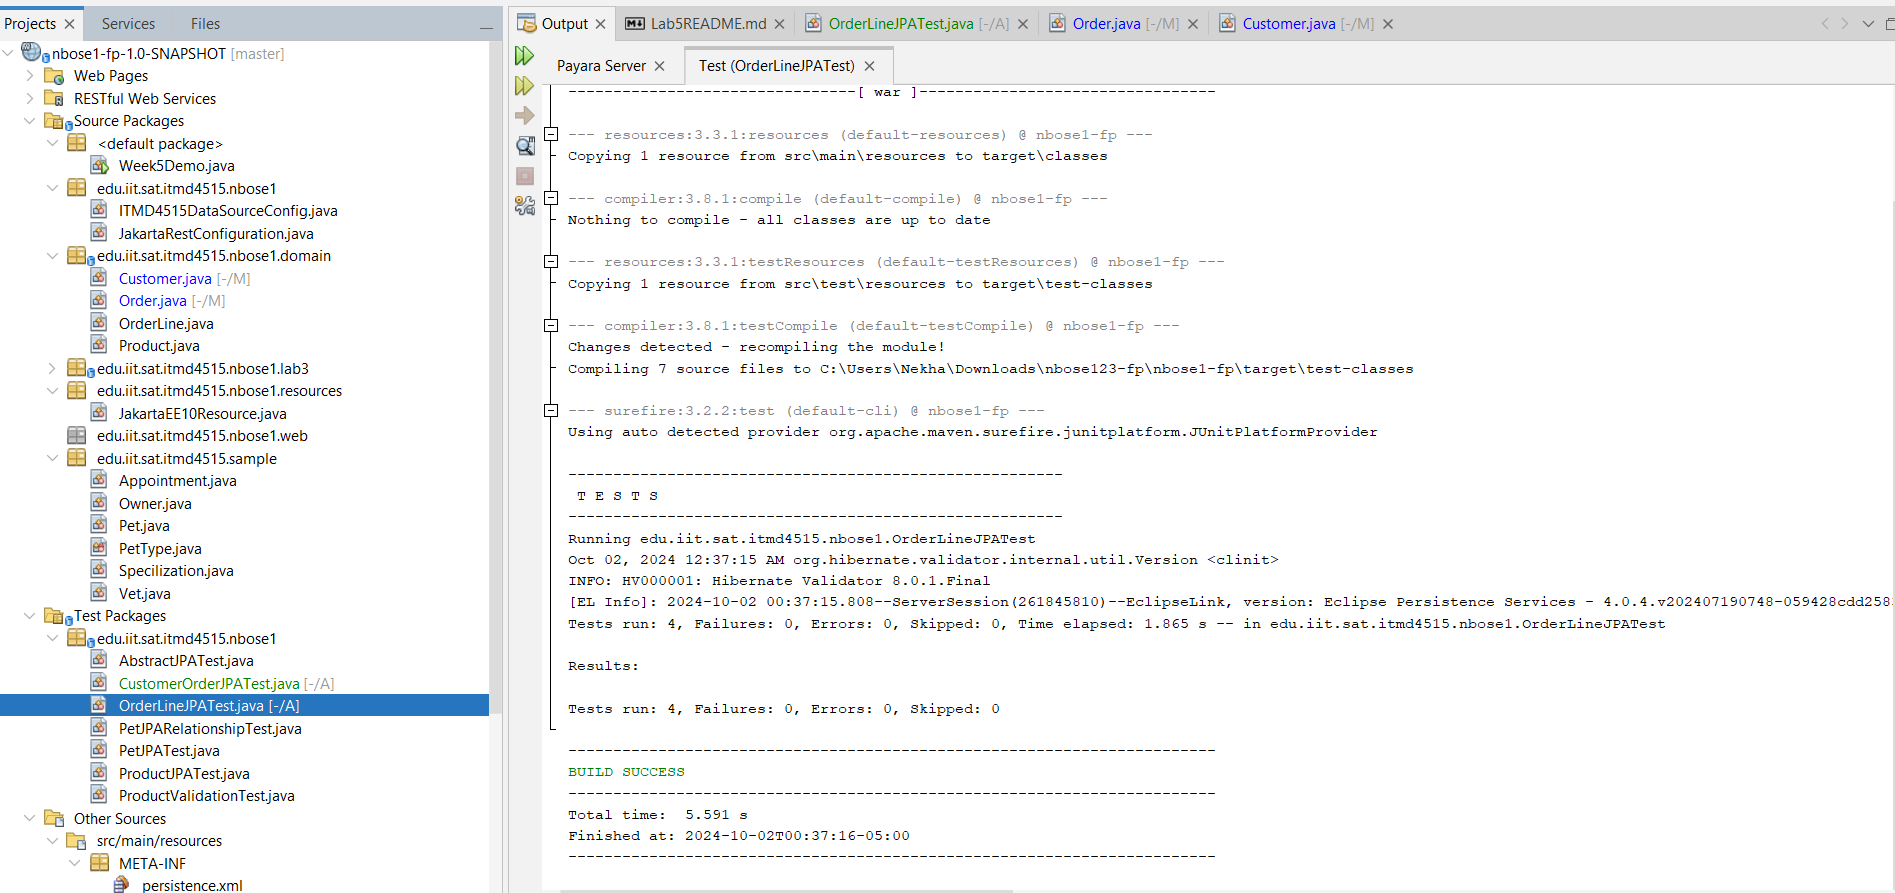 Projects
Services
Files
nbose1-fp-1.0-SNAPSHOT [master]
Web Pages
RESTful Web Services
Source Packages
<default package>
Week5Demo.java
edu.iit.sat.itmd4515.nbose1
ITMD4515DataSourceConfig.java
JakartaRestConfiguration.java
edu.iit.sat.itmd4515.nbose1.domain
Customer.java [-/M]
Order.java [-/M]
OrderLine.java
Product.java
edu.iit.sat.itmd4515.nbose1.lab3
edu.iit.sat.itmd4515.nbose1.resources
JakartaEE10Resource.java
edu.iit.sat.itmd4515.nbose1.web
edu.iit.sat.itmd4515.sample
Appointment.java
Owner.java
Pet.java
PetType.java
Specilization.java
Vet.java
Test Packages
edu.iit.sat.itmd4515.nbose1
AbstractJPATest.java
CustomerOrderJPATest.java [-/A]
OrderLineJPATest.java [-/A]
PetJPARelationshipTest.java
PetJPATest.java
ProductJPATest.java
ProductValidationTest.java
Other Sources
src/main/resources
META-INF
persistence.xml
Output
Lab5README.md
OrderLineJPATest.java [-/A]
Order.java [-/M]
Customer.java [-/M]
Payara Server
Test (OrderLineJPATest)
--------------------------------[ war ]---------------------------------
--- resources:3.3.1:resources (default-resources) @ nbose1-fp ---
Copying 1 resource from src\main\resources to target\classes
--- compiler:3.8.1:compile (default-compile) @ nbose1-fp ---
Nothing to compile - all classes are up to date
--- resources:3.3.1:testResources (default-testResources) @ nbose1-fp ---
Copying 1 resource from src\test\resources to target\test-classes
--- compiler:3.8.1:testCompile (default-testCompile) @ nbose1-fp ---
Changes detected - recompiling the module!
Compiling 7 source files to C:\Users\Nekha\Downloads\nbose123-fp\nbose1-fp\target\test-classes
--- surefire:3.2.2:test (default-cli) @ nbose1-fp ---
Using auto detected provider org.apache.maven.surefire.junitplatform.JUnitPlatformProvider
-------------------------------------------------------
T E S T S
-------------------------------------------------------
Running edu.iit.sat.itmd4515.nbose1.OrderLineJPATest
Oct 02, 2024 12:37:15 AM org.hibernate.validator.internal.util.Version <clinit>
INFO: HV000001: Hibernate Validator 8.0.1.Final
[EL Info]: 2024-10-02 00:37:15.808--ServerSession(261845810)--EclipseLink, version: Eclipse Persistence Services - 4.0.4.v202407190748-059428cdd258
Tests run: 4, Failures: 0, Errors: 0, Skipped: 0, Time elapsed: 1.865 s -- in edu.iit.sat.itmd4515.nbose1.OrderLineJPATest
Results:
Tests run: 4, Failures: 0, Errors: 0, Skipped: 0
------------------------------------------------------------------------
BUILD SUCCESS
------------------------------------------------------------------------
Total time:  5.591 s
Finished at: 2024-10-02T00:37:16-05:00
------------------------------------------------------------------------